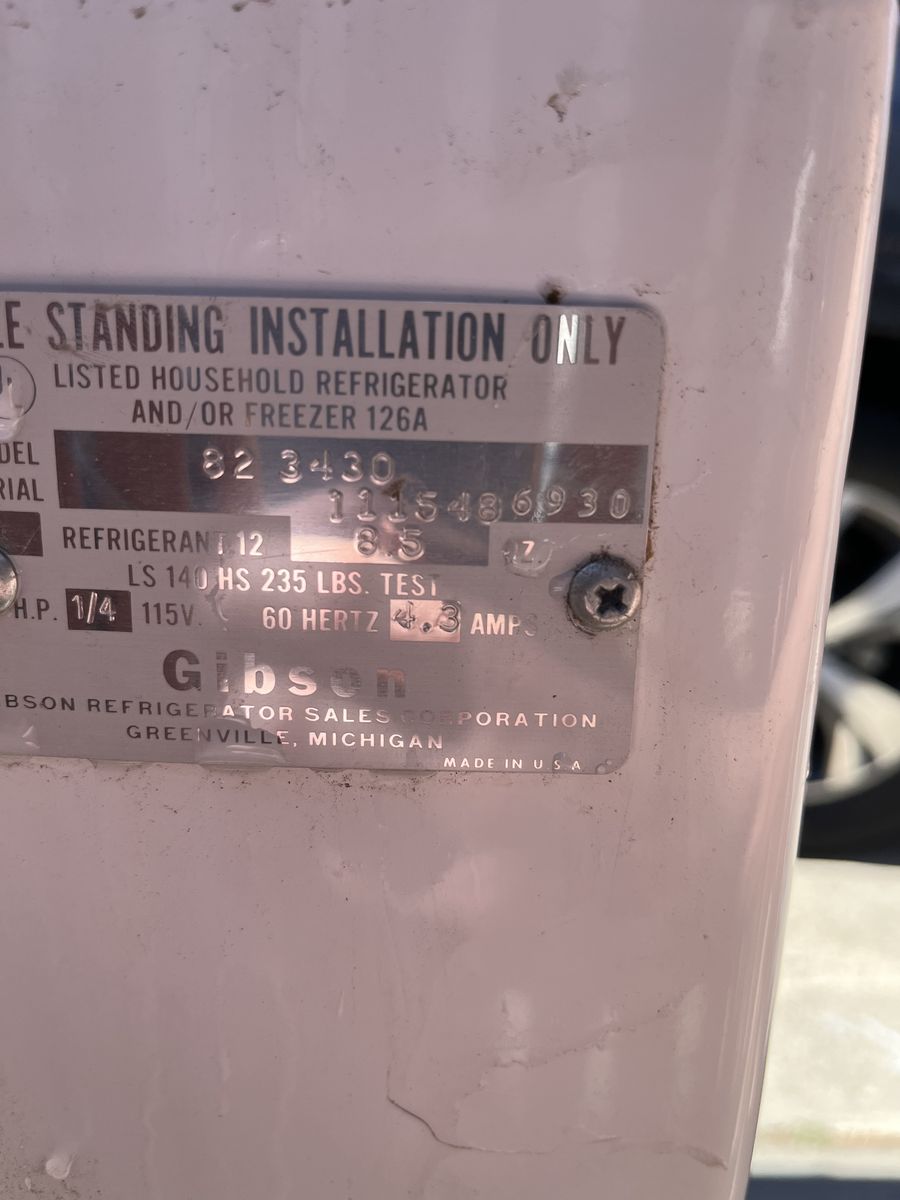 LE STANDING INSTALLATION ONLY
LISTED HOUSEHOLD REFRIGERATOR
AND/OR FREEZER 126A
DEL 82 3430
RIAL 1115486930
REFRIGERANT 12 8.5 Z
LS 140 HS 235 LBS. TEST
H.P. 1/4 115V. 60 HERTZ 4.3 AMPS
Gibson
BSON REFRIGERATOR SALES CORPORATION
GREENVILLE, MICHIGAN
MADE IN U.S.A